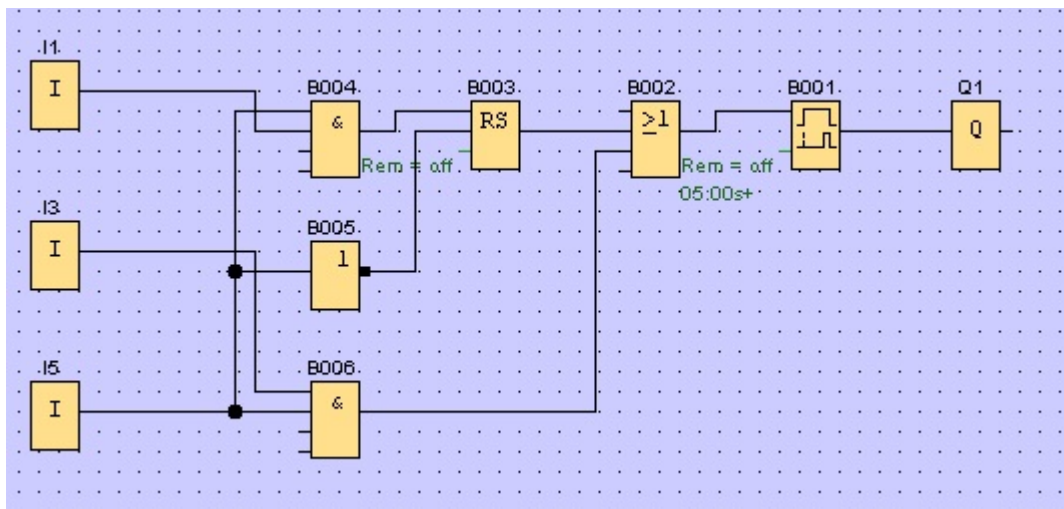 I1
I
B004
&
Rem = off
B003
RS
B002
≥1
Rem = off
05:00s+
B001
Q1
Q
I3
I
B005
1
I5
I
B006
&